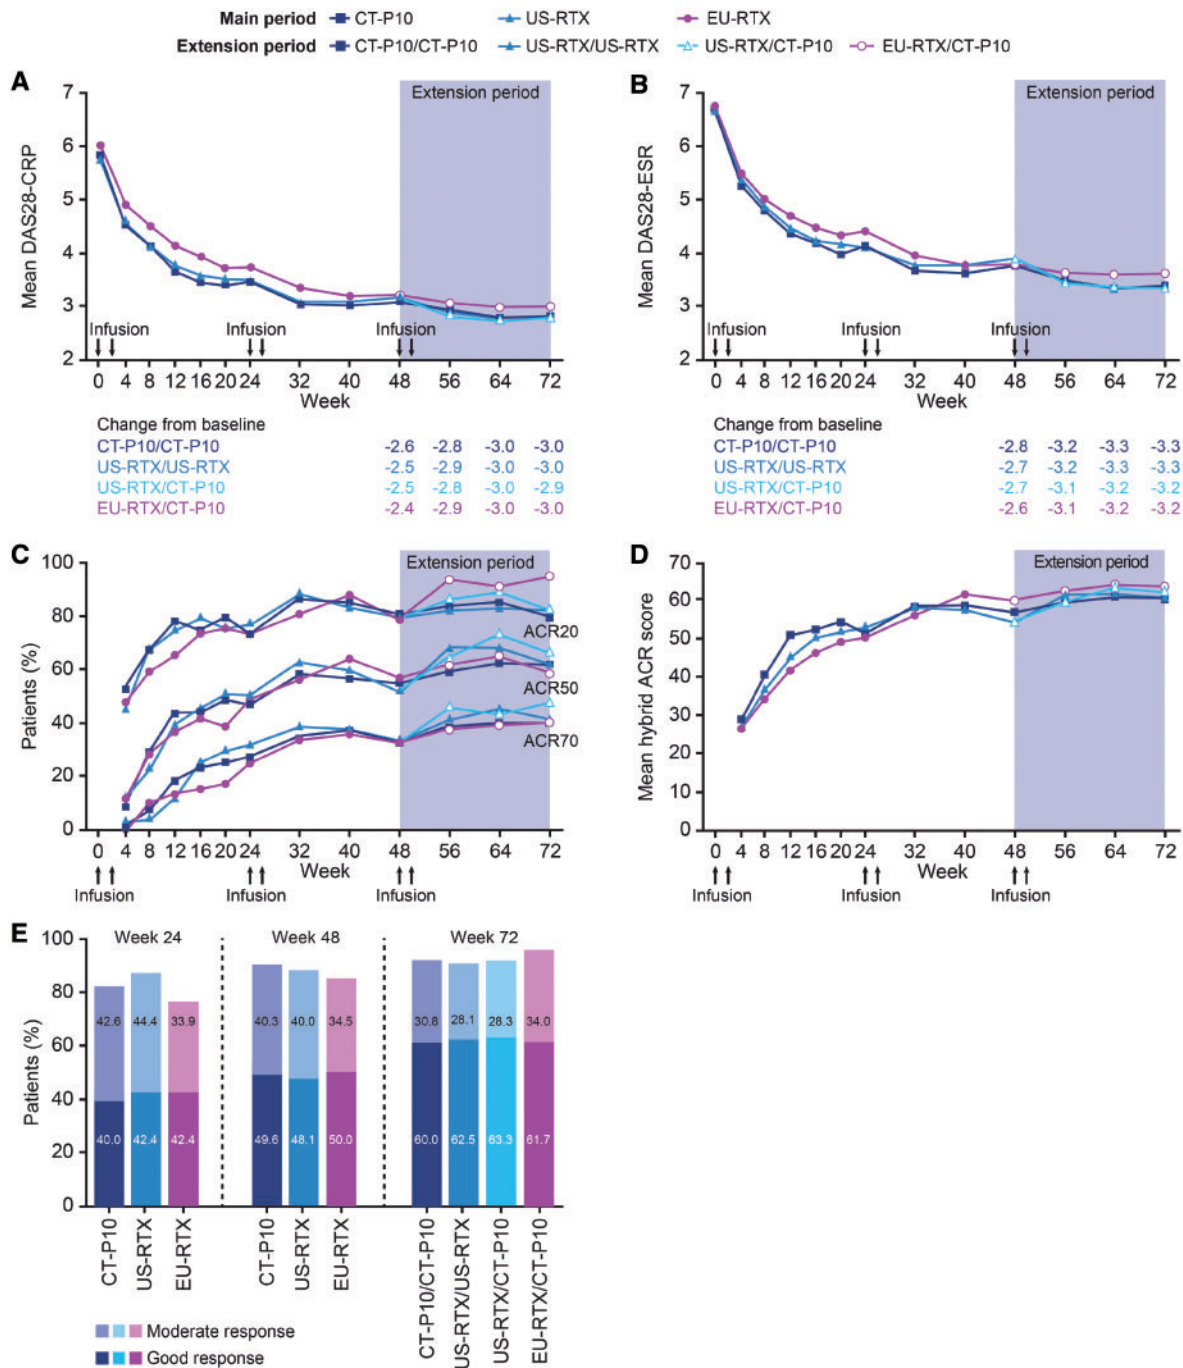 Main period CT-P10 US-RTX EU-RTX
Extension period CT-P10/CT-P10 US-RTX/US-RTX US-RTX/CT-P10 EU-RTX/CT-P10
A
Mean DAS28-CRP
7
6
5
4
3
2
Extension period
Infusion Infusion Infusion
0 4 8 12 16 20 24 32 40 48 56 64 72
Week
Change from baseline
CT-P10/CT-P10 -2.6 -2.8 -3.0 -3.0
US-RTX/US-RTX -2.5 -2.9 -3.0 -3.0
US-RTX/CT-P10 -2.5 -2.8 -3.0 -2.9
EU-RTX/CT-P10 -2.4 -2.9 -3.0 -3.0
B
Mean DAS28-ESR
7
6
5
4
3
2
Extension period
Infusion Infusion Infusion
0 4 8 12 16 20 24 32 40 48 56 64 72
Week
Change from baseline
CT-P10/CT-P10 -2.8 -3.2 -3.3 -3.3
US-RTX/US-RTX -2.7 -3.2 -3.3 -3.3
US-RTX/CT-P10 -2.7 -3.1 -3.2 -3.2
EU-RTX/CT-P10 -2.6 -3.1 -3.2 -3.2
C
Patients (%)
100
80
60
40
20
0
Extension period
ACR20
ACR50
ACR70
0 4 8 12 16 20 24 32 40 48 56 64 72
Week
Infusion Infusion Infusion
D
Mean hybrid ACR score
70
60
50
40
30
20
10
0
Extension period
0 4 8 12 16 20 24 32 40 48 56 64 72
Week
Infusion Infusion Infusion
E
Patients (%)
100
80
60
40
20
0
Week 24 Week 48 Week 72
42.6 44.4 33.9 40.3 40.0 34.5 30.8 28.1 28.3 34.0
40.0 42.4 42.4 49.6 48.1 50.0 60.0 62.5 63.3 61.7
CT-P10
US-RTX
EU-RTX
CT-P10
US-RTX
EU-RTX
CT-P10/CT-P10
US-RTX/US-RTX
US-RTX/CT-P10
EU-RTX/CT-P10
Moderate response
Good response